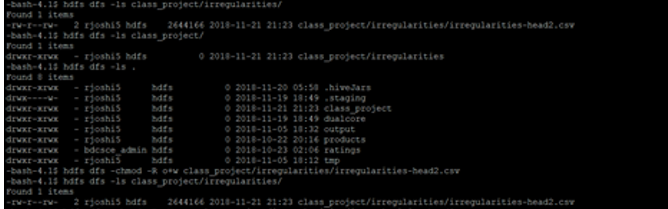 -bash-4.1$ hdfs dfs -ls class_project/irregularities/
Found 1 items
-rw-r--rw-   2 rjoshi5 hdfs    2644166 2018-11-21 21:23 class_project/irregularities/irregularities-head2.csv
-bash-4.1$ hdfs dfs -ls class_project/
Found 1 items
drwxr-xrwx   - rjoshi5 hdfs          0 2018-11-21 21:23 class_project/irregularities
-bash-4.1$ hdfs dfs -ls .
Found 8 items
drwxr-xrwx   - rjoshi5      hdfs          0 2018-11-20 05:58 .hiveJars
drwx----w-   - rjoshi5      hdfs          0 2018-11-19 18:49 .staging
drwxr-xrwx   - rjoshi5      hdfs          0 2018-11-21 21:23 class_project
drwxr-xrwx   - rjoshi5      hdfs          0 2018-11-19 18:49 dualcore
drwxr-xrwx   - rjoshi5      hdfs          0 2018-11-05 18:32 output
drwxr-xrwx   - rjoshi5      hdfs          0 2018-10-22 20:16 products
drwxr-xrwx   - bdcsce_admin hdfs          0 2018-10-23 02:06 ratings
drwxr-xrwx   - rjoshi5      hdfs          0 2018-11-05 18:12 tmp
-bash-4.1$ hdfs dfs -chmod -R o+w class_project/irregularities/irregularities-head2.csv
-bash-4.1$ hdfs dfs -ls class_project/irregularities/
Found 1 items
-rw-r--rw-   2 rjoshi5 hdfs    2644166 2018-11-21 21:23 class_project/irregularities/irregularities-head2.csv